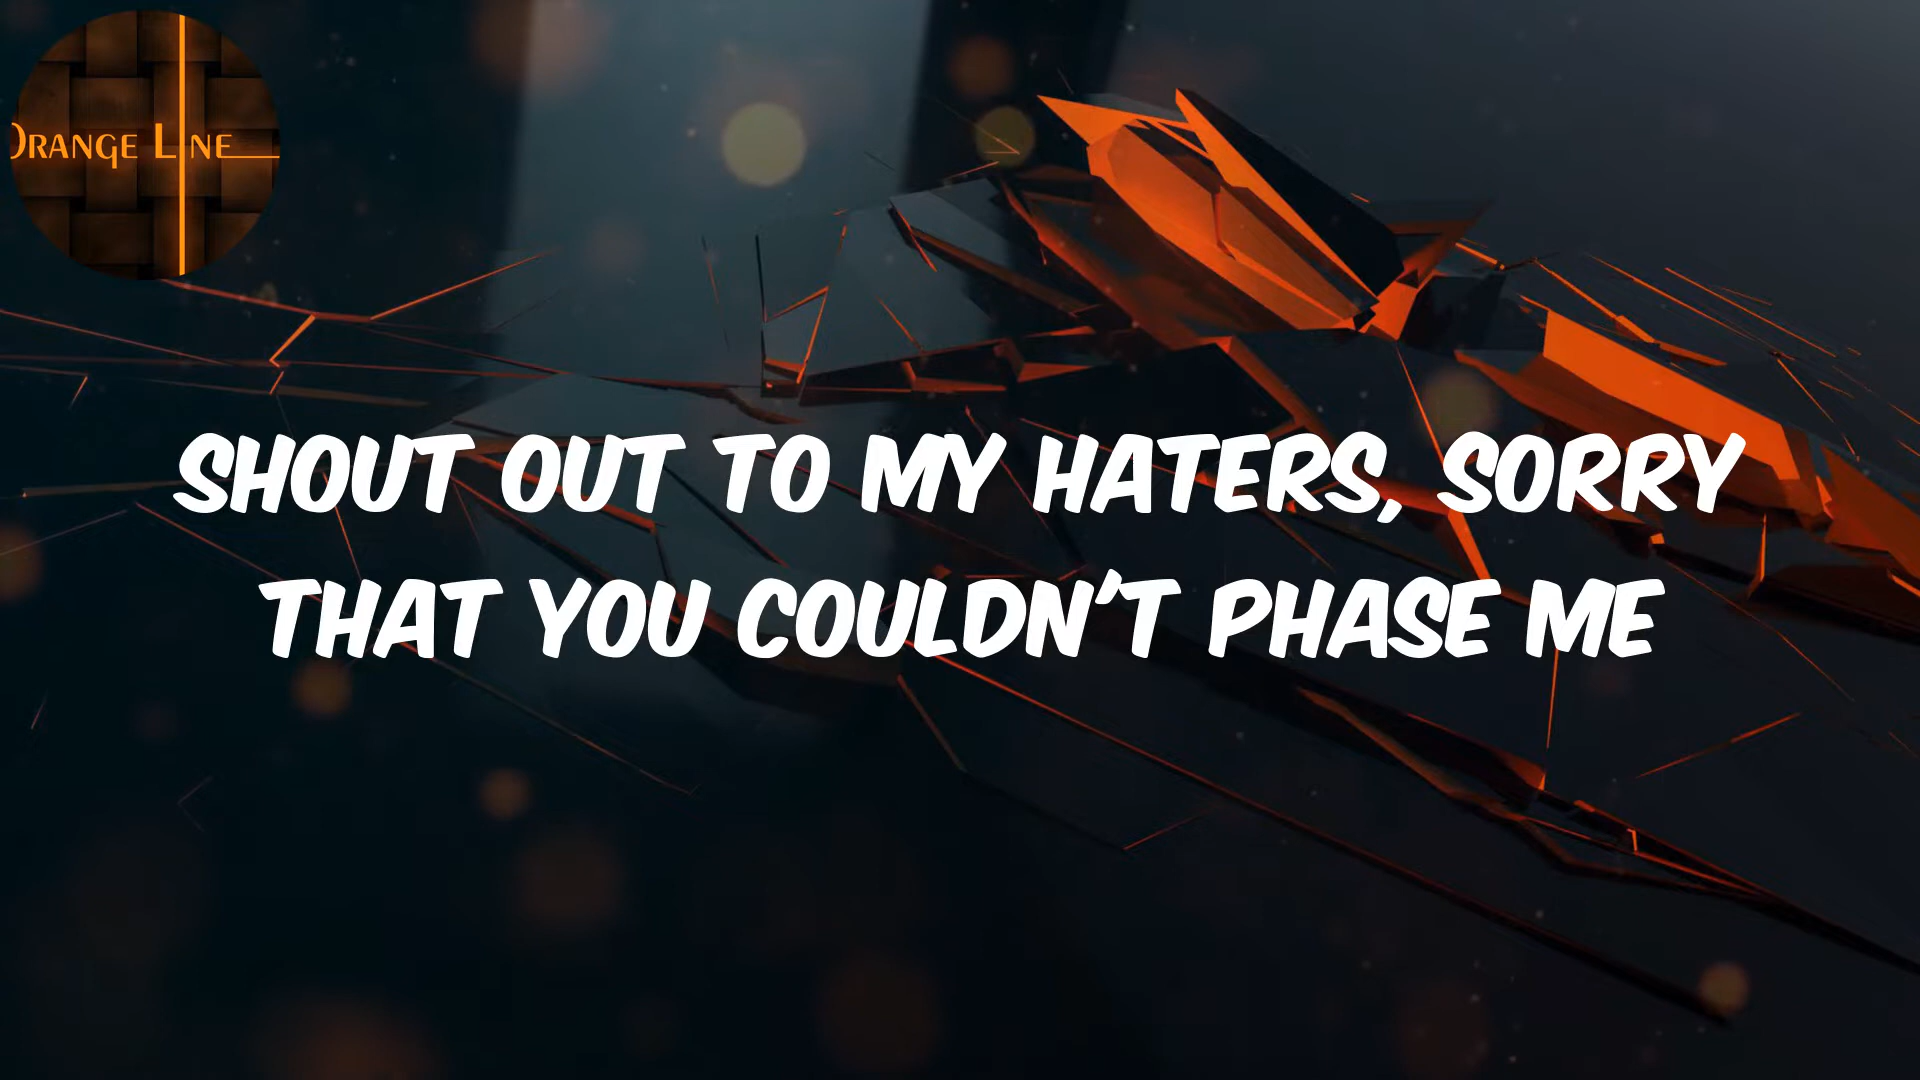 ORANGE LINE
SHOUT OUT TO MY HATERS, SORRY
THAT YOU COULDN'T PHASE ME